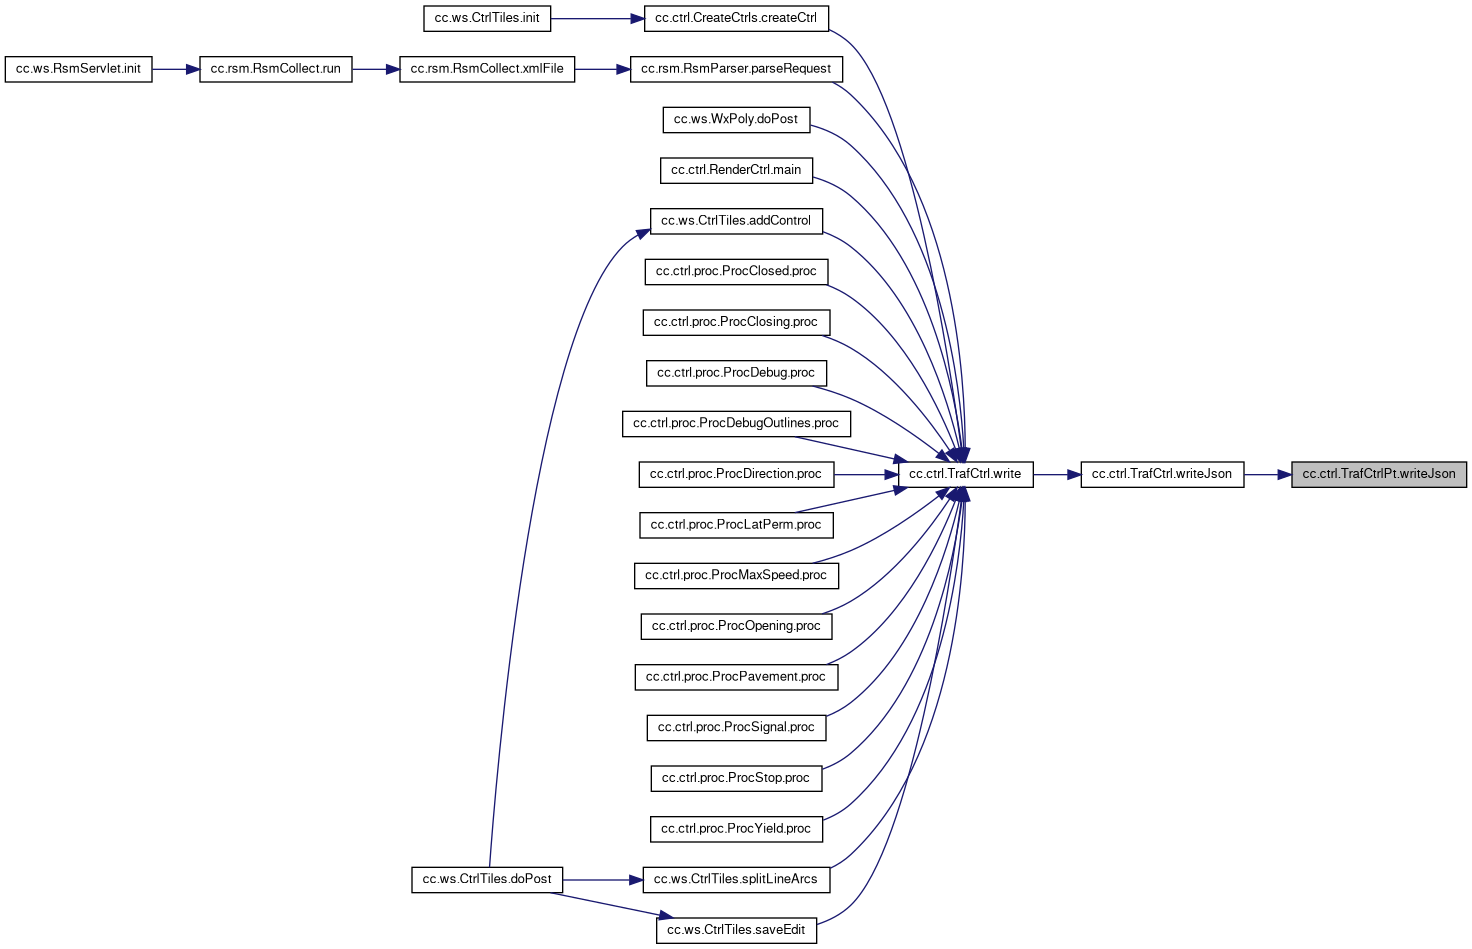 cc.ws.CtrlTiles.init
cc.ctrl.CreateCtrls.createCtrl
cc.ws.RsmServlet.init
cc.rsm.RsmCollect.run
cc.rsm.RsmCollect.xmlFile
cc.rsm.RsmParser.parseRequest
cc.ws.WxPoly.doPost
cc.ctrl.RenderCtrl.main
cc.ws.CtrlTiles.addControl
cc.ctrl.proc.ProcClosed.proc
cc.ctrl.proc.ProcClosing.proc
cc.ctrl.proc.ProcDebug.proc
cc.ctrl.proc.ProcDebugOutlines.proc
cc.ctrl.proc.ProcDirection.proc
cc.ctrl.TrafCtrl.write
cc.ctrl.TrafCtrl.writeJson
cc.ctrl.TrafCtrlPt.writeJson
cc.ctrl.proc.ProcLatPerm.proc
cc.ctrl.proc.ProcMaxSpeed.proc
cc.ctrl.proc.ProcOpening.proc
cc.ctrl.proc.ProcPavement.proc
cc.ctrl.proc.ProcSignal.proc
cc.ctrl.proc.ProcStop.proc
cc.ctrl.proc.ProcYield.proc
cc.ws.CtrlTiles.doPost
cc.ws.CtrlTiles.splitLineArcs
cc.ws.CtrlTiles.saveEdit